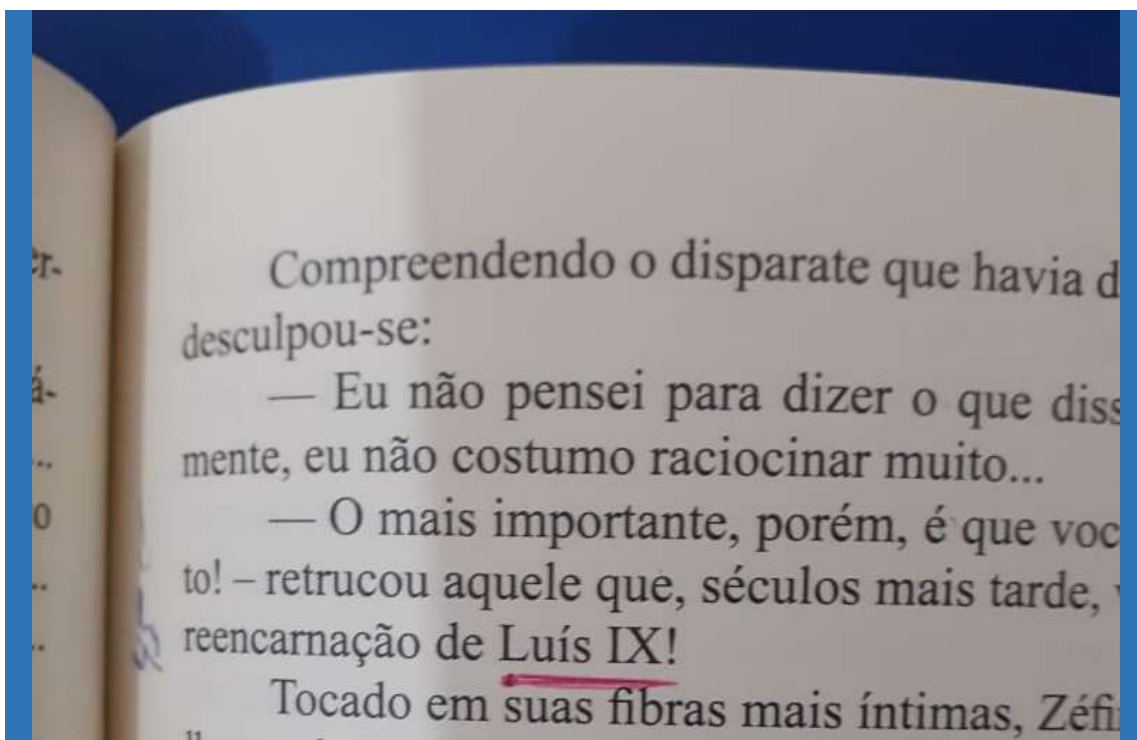 er-
á-
...
o
..
...
Compreendendo o disparate que havia d
desculpou-se:
— Eu não pensei para dizer o que diss
mente, eu não costumo raciocinar muito...
— O mais importante, porém, é que voc
to! – retrucou aquele que, séculos mais tarde,
reencarnação de Luís IX!
Tocado em suas fibras mais íntimas, Zéfi
11